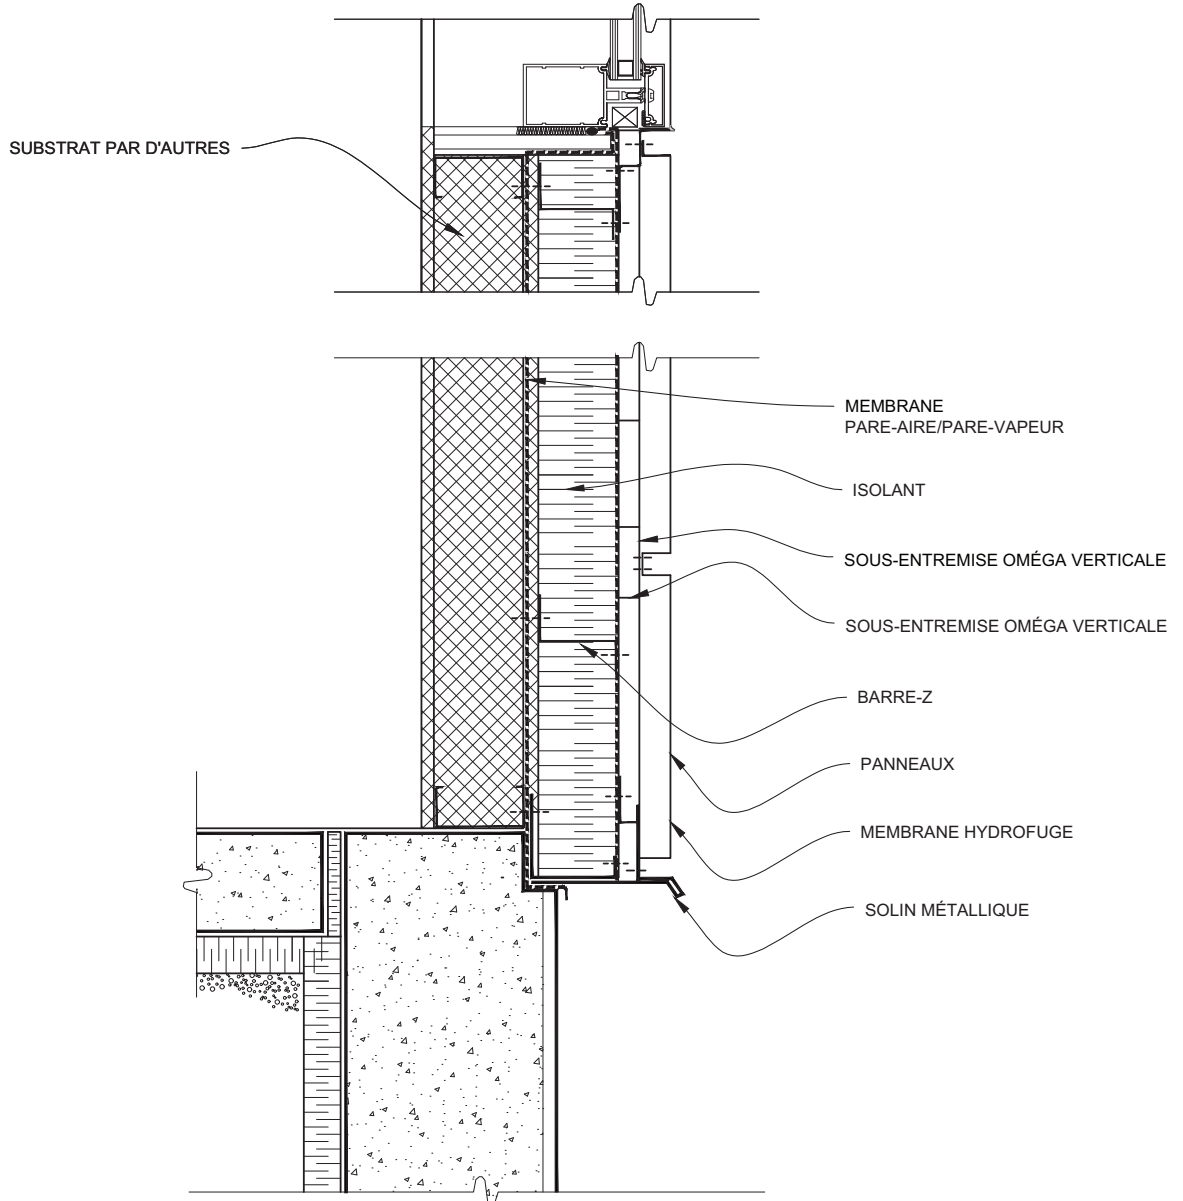 SUBSTRAT PAR D'AUTRES
MEMBRANE
PARE-AIRE/PARE-VAPEUR
ISOLANT
SOUS-ENTREMISE OMÉGA VERTICALE
SOUS-ENTREMISE OMÉGA VERTICALE
BARRE-Z
PANNEAUX
MEMBRANE HYDROFUGE
SOLIN MÉTALLIQUE